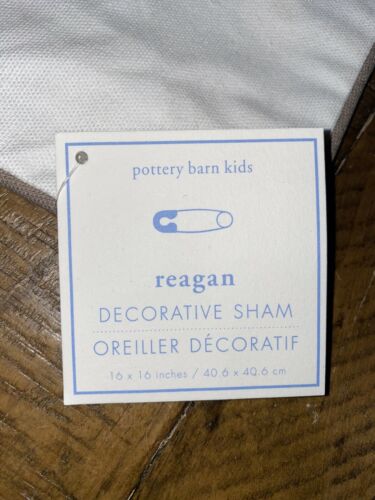 pottery barn kids
reagan
DECORATIVE SHAM
OREILLER DÉCORATIF
16 x 16 inches / 40.6 x 40.6 cm